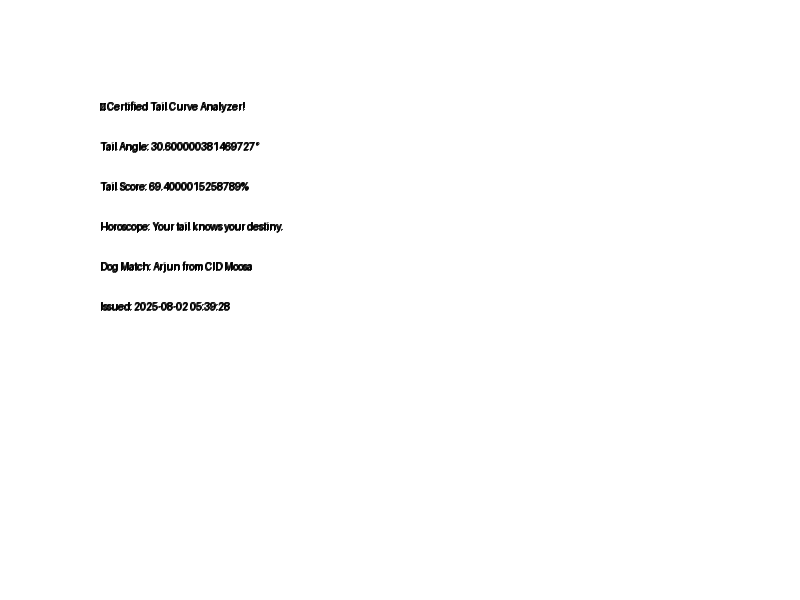 Certified Tail Curve Analyzer!
Tail Angle: 30.600000381469727°
Tail Score: 69.4000015258789%
Horoscope: Your tail knows your destiny.
Dog Match: Arjun from CID Moosa
Issued: 2025-08-02 05:39:28